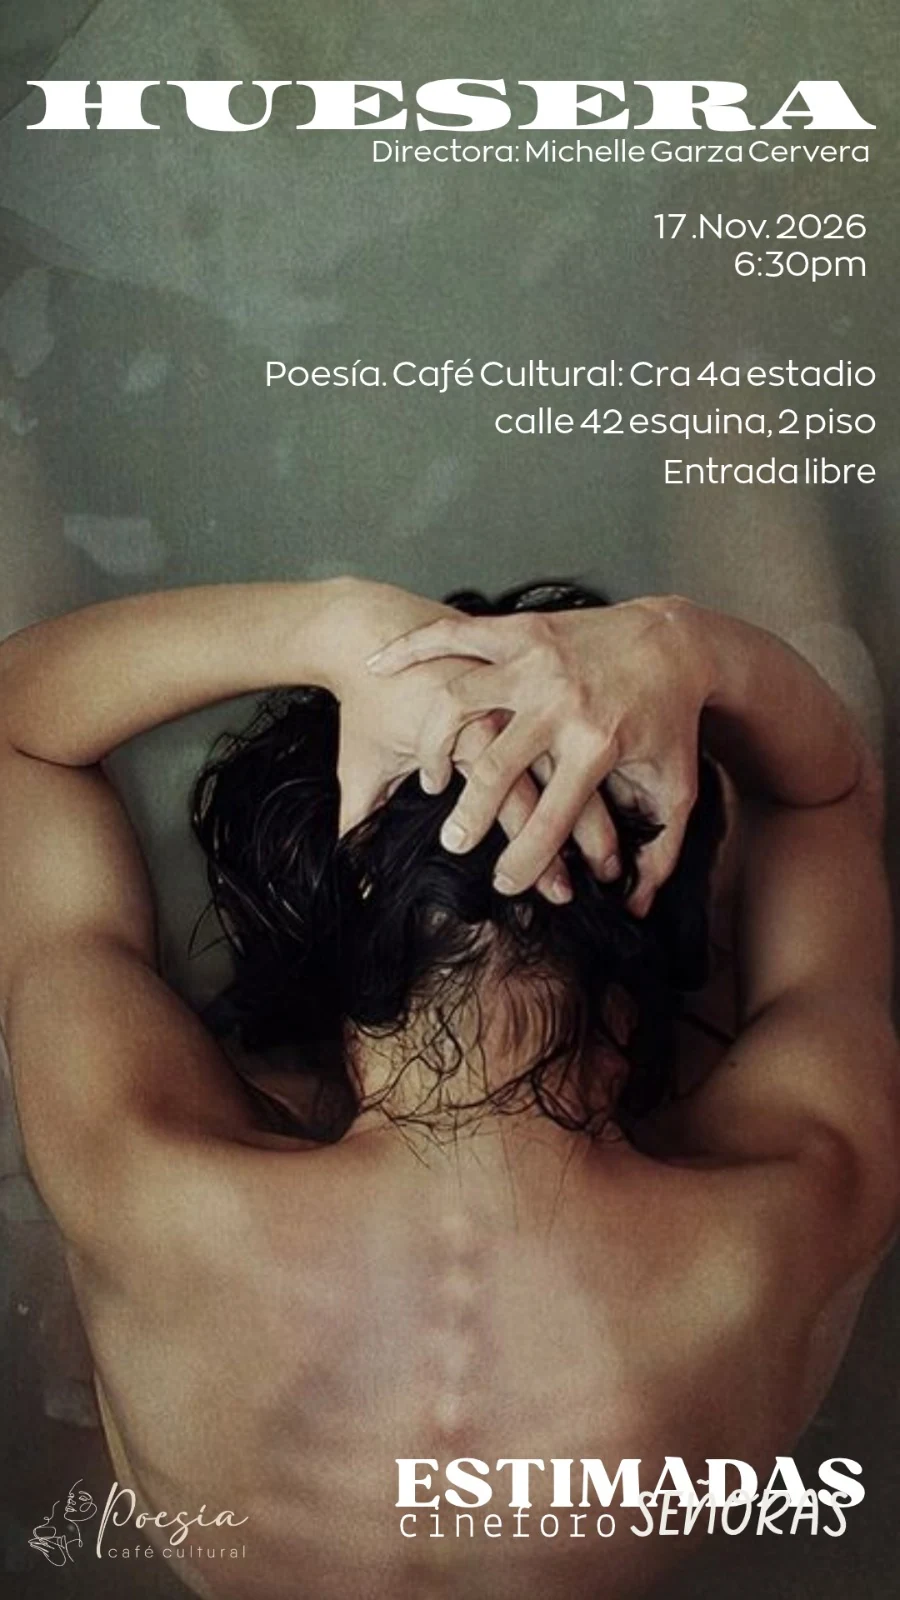 HUESERA
Directora: Michelle Garza Cervera
17.Nov.2026
6:30pm
Poesía. Café Cultural: Cra 4a estadio
calle 42 esquina, 2 piso
Entrada libre
ESTIMADAS
cineforo SEÑORAS
Poesía
café cultural